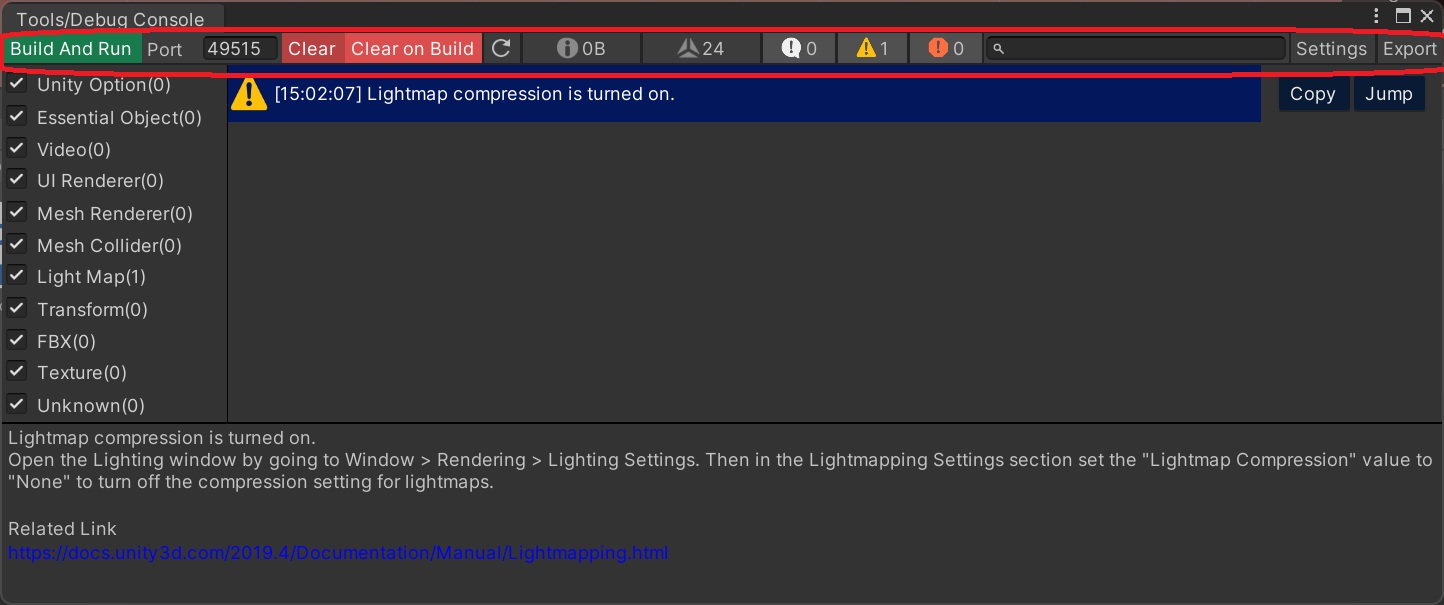 Tools/Debug Console
Build And Run Port 49515 Clear Clear on Build 0B 24 0 1 0 Settings Export
Unity Option(0)
[15:02:07] Lightmap compression is turned on. Copy Jump
Essential Object(0)
Video(0)
UI Renderer(0)
Mesh Renderer(0)
Mesh Collider(0)
Light Map(1)
Transform(0)
FBX(0)
Texture(0)
Unknown(0)
Lightmap compression is turned on.
Open the Lighting window by going to Window > Rendering > Lighting Settings. Then in the Lightmapping Settings section set the "Lightmap Compression" value to
"None" to turn off the compression setting for lightmaps.
Related Link
https://docs.unity3d.com/2019.4/Documentation/Manual/Lightmapping.html